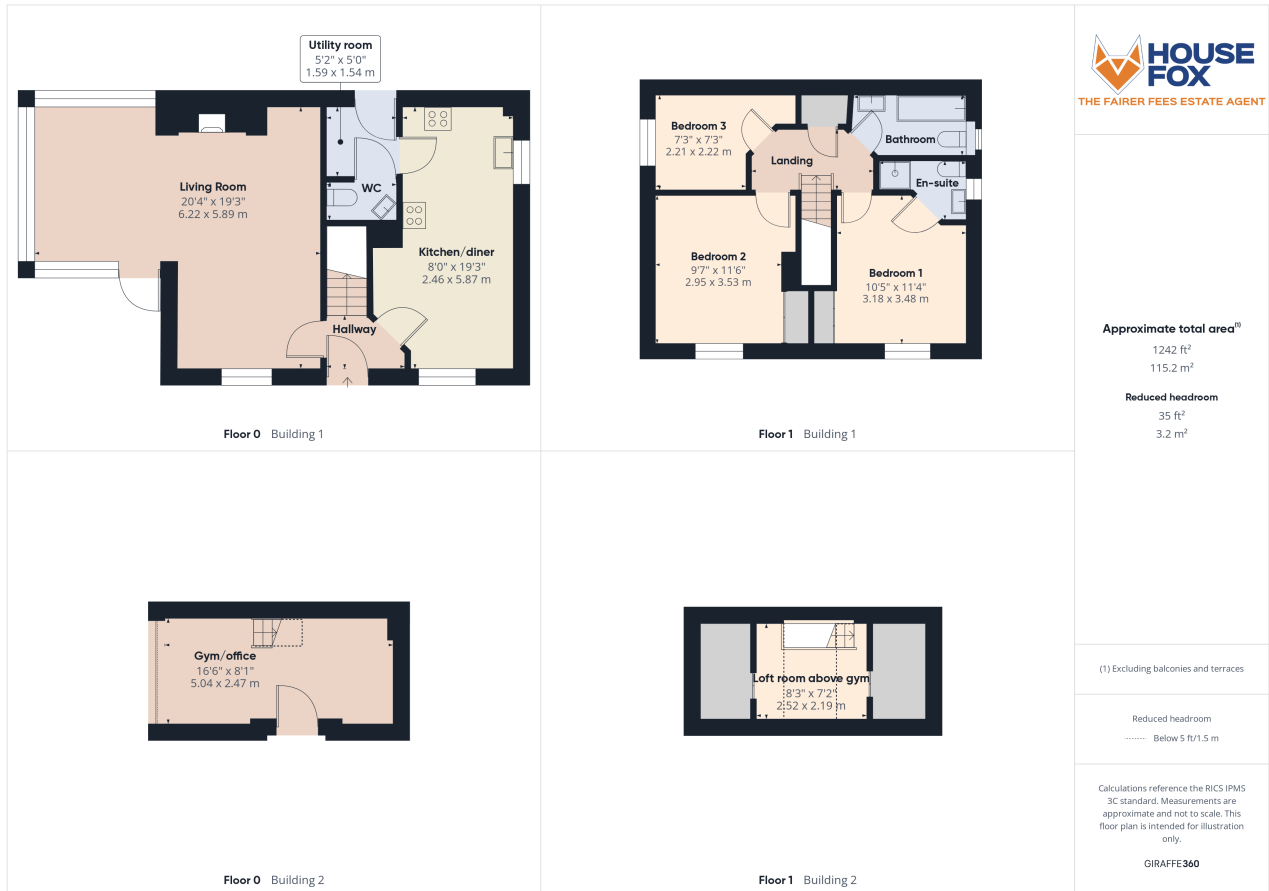 Utility room
5'2" x 5'0"
1.59 x 1.54 m
Living Room
20'4" x 19'3"
6.22 x 5.89 m
WC
Kitchen/diner
8'0" x 19'3"
2.46 x 5.87 m
Hallway
Floor 0 Building 1
Bedroom 3
7'3" x 7'3"
2.21 x 2.22 m
Landing
Bathroom
En-suite
Bedroom 2
9'7" x 11'6"
2.95 x 3.53 m
Bedroom 1
10'5" x 11'4"
3.18 x 3.48 m
Floor 1 Building 1
Gym/office
16'6" x 8'1"
5.04 x 2.47 m
Floor 0 Building 2
Loft room above gym
8'3" x 7'2"
2.52 x 2.19 m
Floor 1 Building 2
HOUSE
FOX
THE FAIRER FEES ESTATE AGENT
Approximate total area(1)
1242 ft²
115.2 m²
Reduced headroom
35 ft²
3.2 m²
(1) Excluding balconies and terraces
Reduced headroom
Below 5 ft/1.5 m
Calculations reference the RICS IPMS
3C standard. Measurements are
approximate and not to scale. This
floor plan is intended for illustration
only.
GIRAFFE360